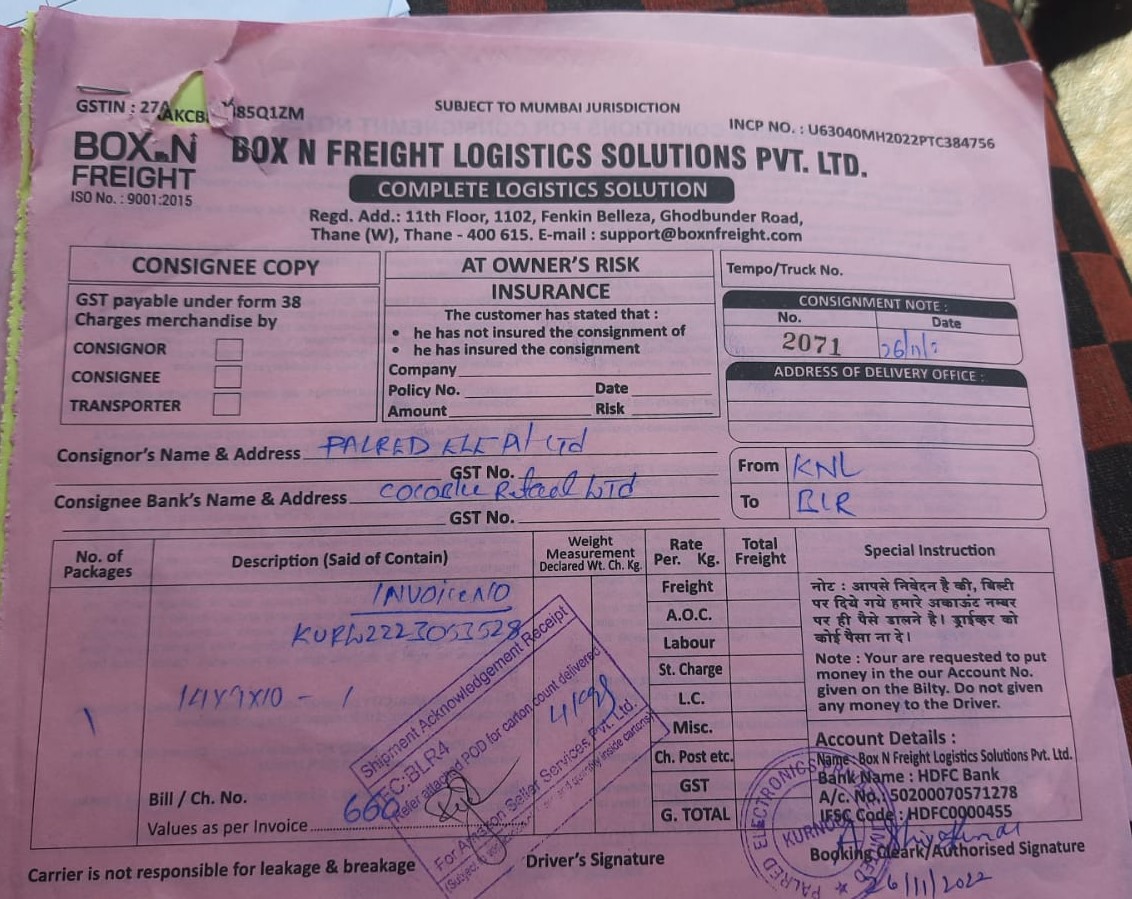 GSTIN : 27AAKCB 85Q1ZM
SUBJECT TO MUMBAI JURISDICTION
INCP NO. : U63040MH2022PTC384756
BOX N FREIGHT
ISO No. : 9001:2015
BOX N FREIGHT LOGISTICS SOLUTIONS PVT. LTD.
COMPLETE LOGISTICS SOLUTION
Regd. Add.: 11th Floor, 1102, Fenkin Belleza, Ghodbunder Road,
Thane (W), Thane - 400 615. E-mail : support@boxnfreight.com
CONSIGNEE COPY
GST payable under form 38
Charges merchandise by
CONSIGNOR
CONSIGNEE
TRANSPORTER
AT OWNER'S RISK
INSURANCE
The customer has stated that :
• he has not insured the consignment of
• he has insured the consignment
Company
Policy No. Date
Amount Risk
Tempo/Truck No.
CONSIGNMENT NOTE :
No. Date
2071 26/11/2
ADDRESS OF DELIVERY OFFICE :
Consignor's Name & Address PALRED Ltd
GST No.
Consignee Bank's Name & Address Retail Ltd
GST No.
From KNL
To BLR
No. of Packages
Description (Said of Contain)
Weight Measurement
Declared Wt. Ch. Kg.
Rate Per. Kg.
Total Freight
Special Instruction
INVOICE NO
KURW2223053528
14X9X10 - 1
1
4 kgs
Bill / Ch. No.
Values as per Invoice 660
Freight
A.O.C.
Labour
St. Charge
L.C.
Misc.
Ch. Post etc.
GST
G. TOTAL
नोट : आपसे निवेदन है की, बिल्टी
पर दिये गये हमारे अकाऊंट नम्बर
पर ही पैसे डालने है। ड्राईव्हर को
कोई पैसा ना दे।
Note : Your are requested to put
money in the our Account No.
given on the Bilty. Do not given
any money to the Driver.
Account Details :
Name: Box N Freight Logistics Solutions Pvt. Ltd.
Bank Name : HDFC Bank
A/c. No.: 50200070571278
IFSC Code : HDFC0000455
Booking Cleark/Authorised Signature
26/11/2022
Shipment Acknowledgement Receipt
FC:BLR4
Refer attached POD for carton count delivered
For Amazon Seller Services Pvt. Ltd.
(Subject to and quantity inside cartons)
PALRED ELECTRONICS
KURNOOL
Carrier is not responsible for leakage & breakage
Driver's Signature